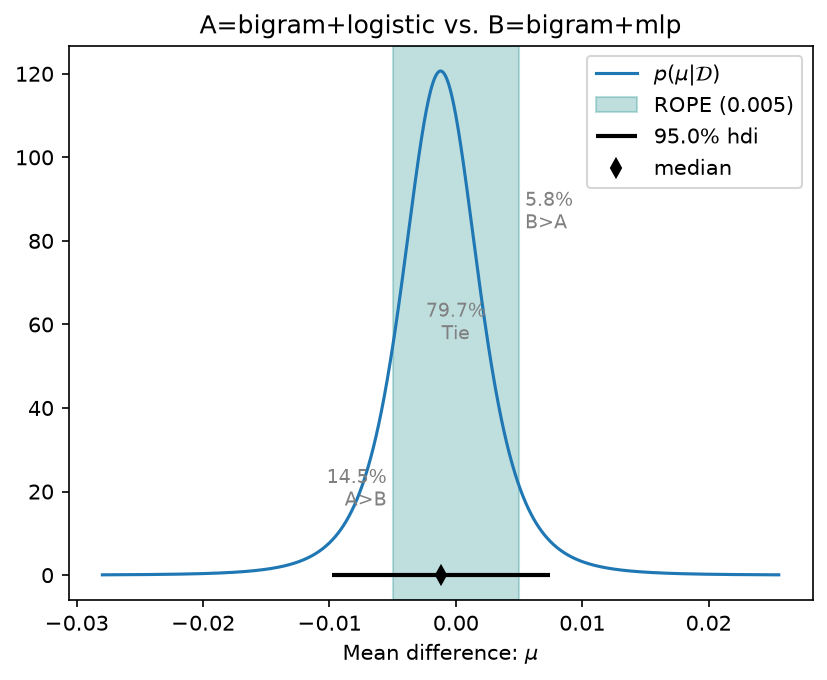 A=bigram+logistic vs. B=bigram+mlp
p(μ|𝒟)
ROPE (0.005)
95.0% hdi
median
120
100
80
60
40
20
0
5.8%
B>A
79.7%
Tie
14.5%
A>B
−0.03
−0.02
−0.01
0.00
0.01
0.02
Mean difference: μ